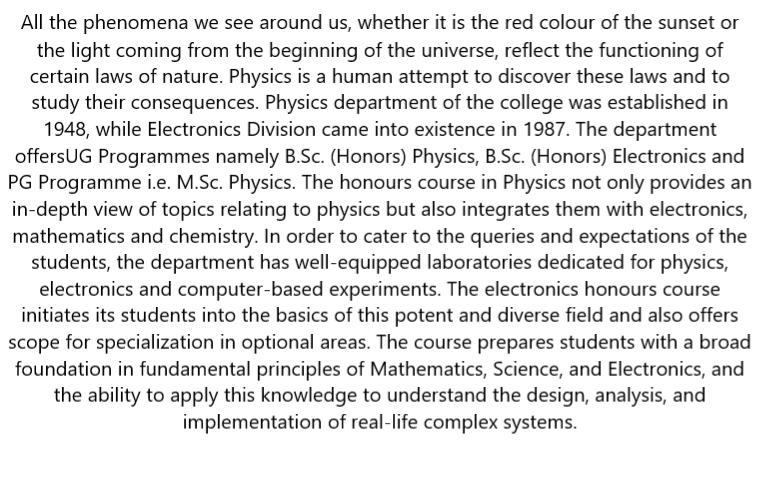 All the phenomena we see around us, whether it is the red colour of the sunset or
the light coming from the beginning of the universe, reflect the functioning of
certain laws of nature. Physics is a human attempt to discover these laws and to
study their consequences. Physics department of the college was established in
1948, while Electronics Division came into existence in 1987. The department
offersUG Programmes namely B.Sc. (Honors) Physics, B.Sc. (Honors) Electronics and
PG Programme i.e. M.Sc. Physics. The honours course in Physics not only provides an
in-depth view of topics relating to physics but also integrates them with electronics,
mathematics and chemistry. In order to cater to the queries and expectations of the
students, the department has well-equipped laboratories dedicated for physics,
electronics and computer-based experiments. The electronics honours course
initiates its students into the basics of this potent and diverse field and also offers
scope for specialization in optional areas. The course prepares students with a broad
foundation in fundamental principles of Mathematics, Science, and Electronics, and
the ability to apply this knowledge to understand the design, analysis, and
implementation of real-life complex systems.